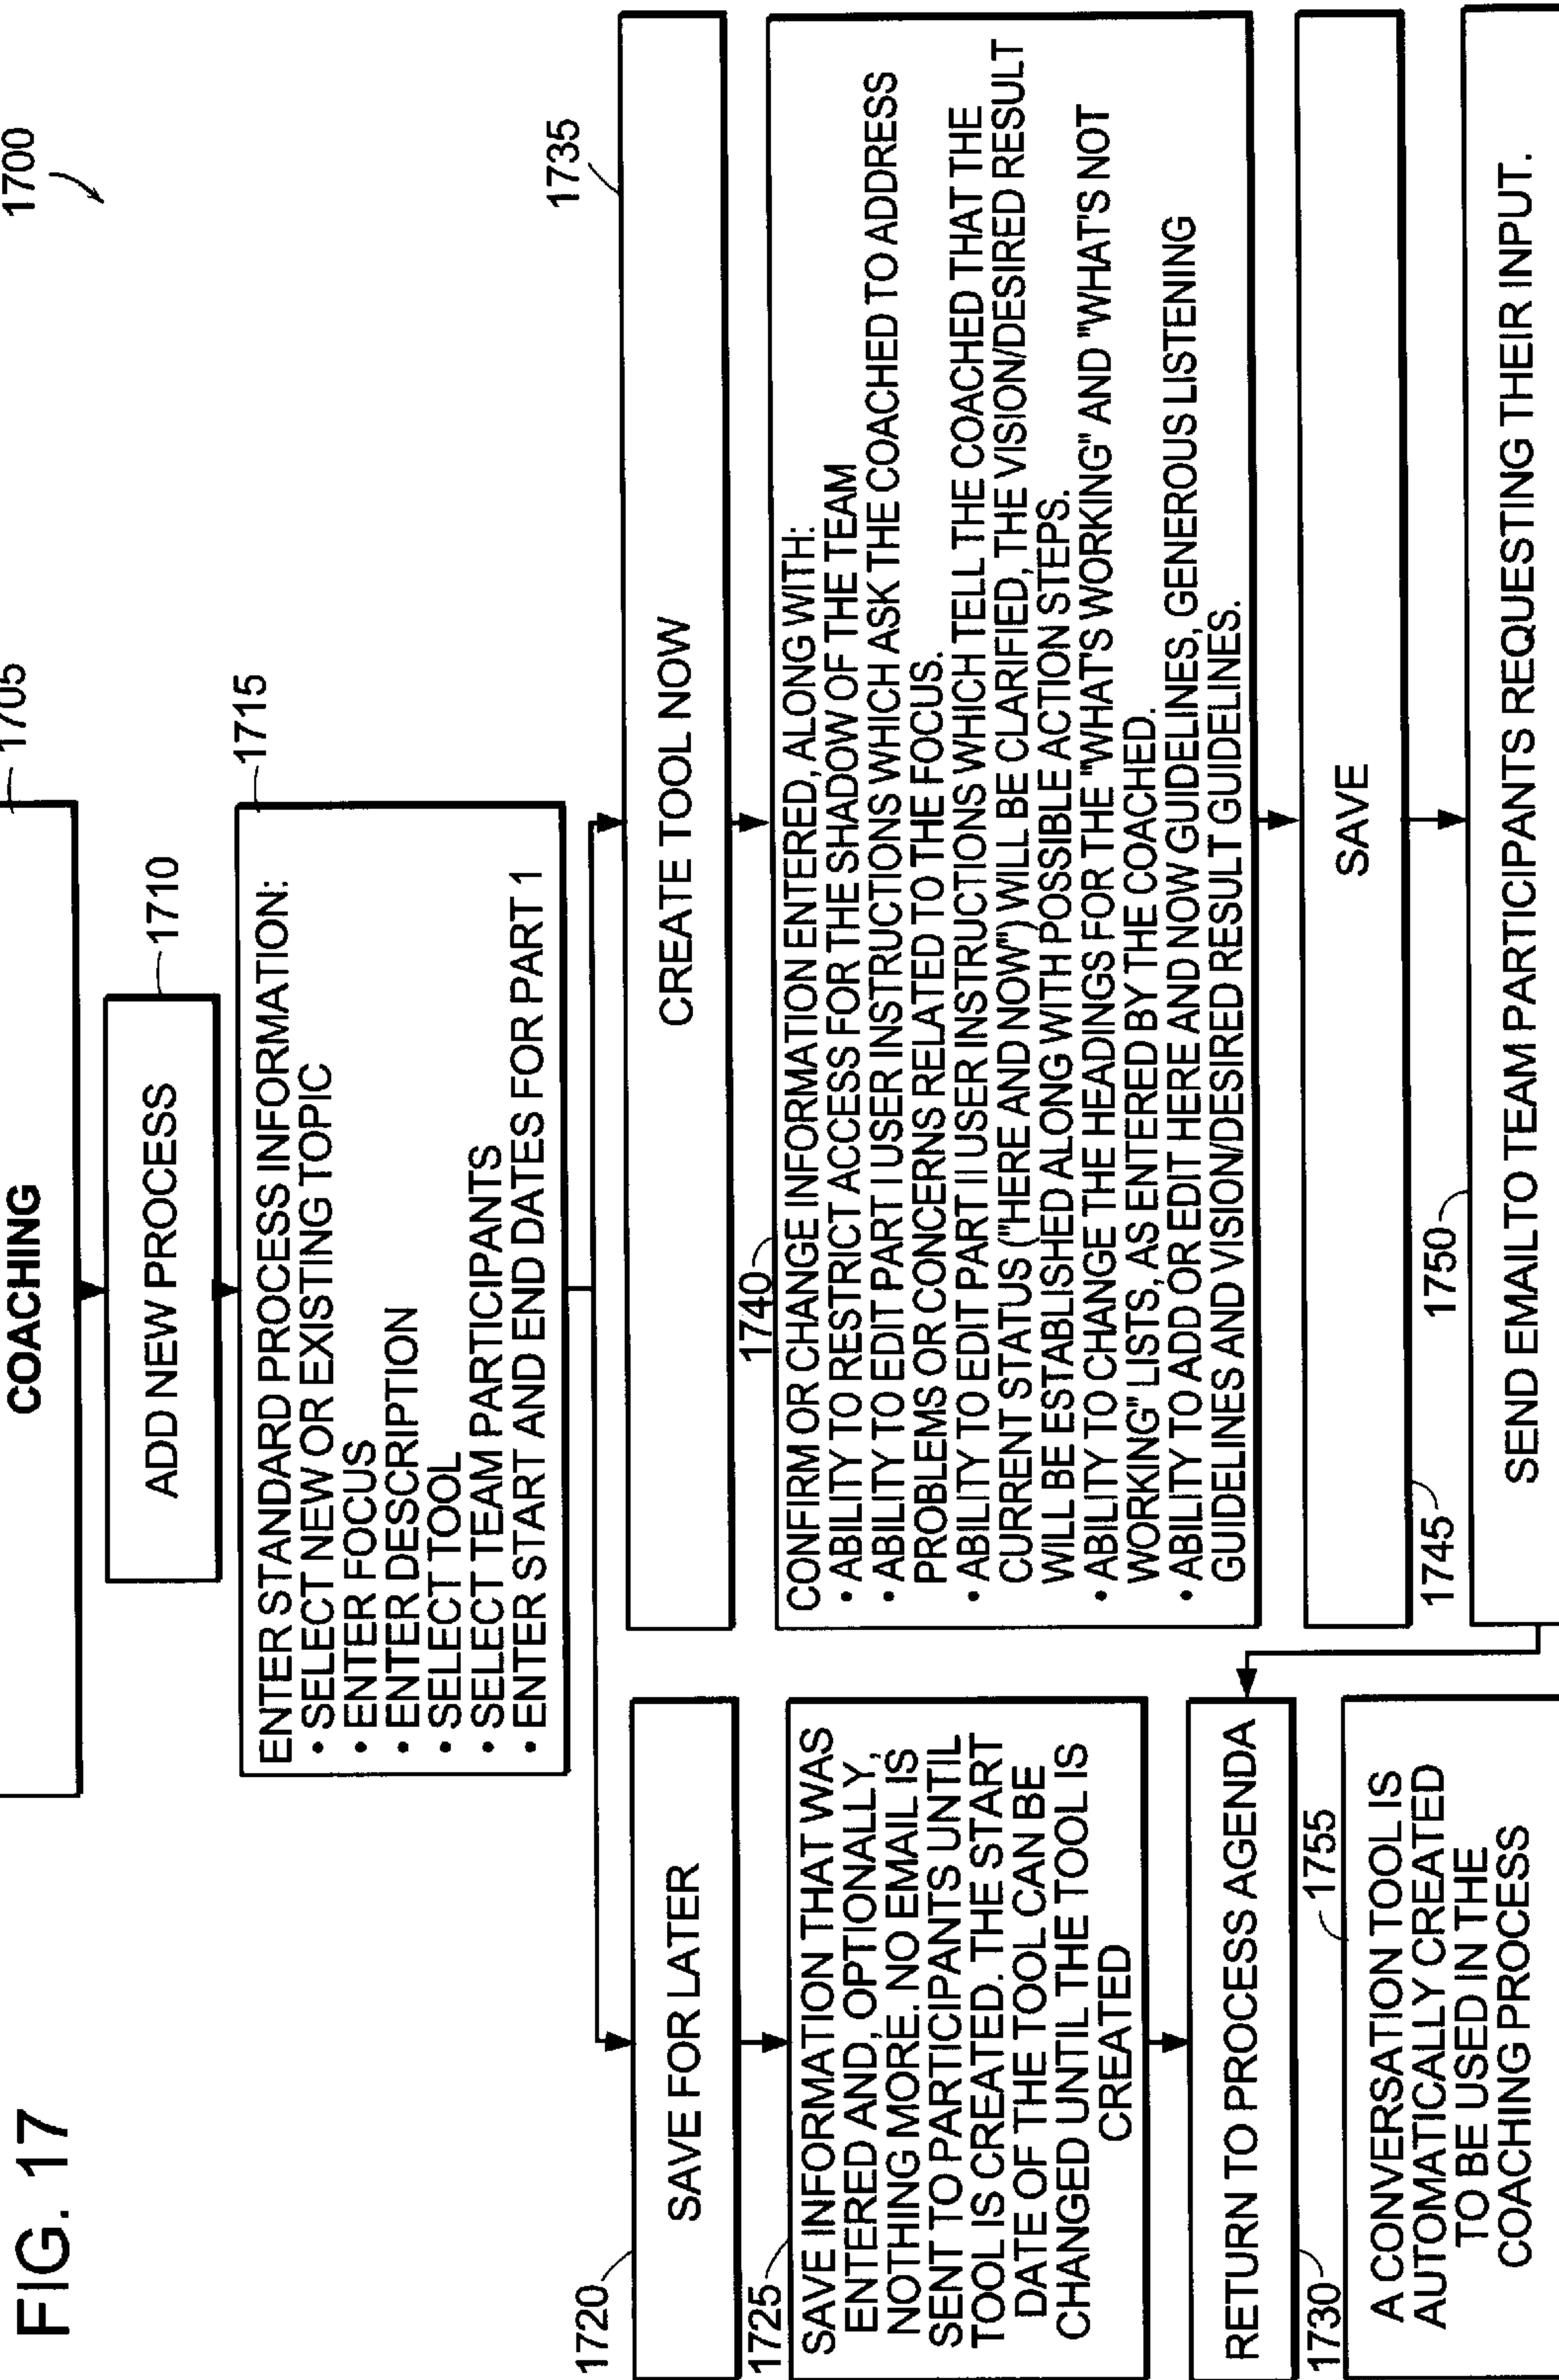 FIG. 17
1700
COACHING
1705
ADD NEW PROCESS
1710
ENTER STANDARD PROCESS INFORMATION:
• SELECT NEW OR EXISTING TOPIC
• ENTER FOCUS
• ENTER DESCRIPTION
• SELECT TOOL
• SELECT TEAM PARTICIPANTS
• ENTER START AND END DATES FOR PART 1
1715
1720
SAVE FOR LATER
1725
SAVE INFORMATION THAT WAS
ENTERED AND, OPTIONALLY,
NOTHING MORE. NO EMAIL IS
SENT TO PARTICIPANTS UNTIL
TOOL IS CREATED. THE START
DATE OF THE TOOL CAN BE
CHANGED UNTIL THE TOOL IS
CREATED
RETURN TO PROCESS AGENDA
1730
1755
A CONVERSATION TOOL IS
AUTOMATICALLY CREATED
TO BE USED IN THE
COACHING PROCESS
1735
CREATE TOOL NOW
1740
CONFIRM OR CHANGE INFORMATION ENTERED, ALONG WITH:
• ABILITY TO RESTRICT ACCESS FOR THE SHADOW OF THE TEAM
• ABILITY TO EDIT PART I USER INSTRUCTIONS WHICH ASK THE COACHED TO ADDRESS
PROBLEMS OR CONCERNS RELATED TO THE FOCUS.
• ABILITY TO EDIT PART II USER INSTRUCTIONS WHICH TELL THE COACHED THAT THE
CURRENT STATUS ("HERE AND NOW") WILL BE CLARIFIED, THE VISION/DESIRED RESULT
WILL BE ESTABLISHED ALONG WITH POSSIBLE ACTION STEPS.
• ABILITY TO CHANGE THE HEADINGS FOR THE "WHAT'S WORKING" AND "WHAT'S NOT
WORKING" LISTS, AS ENTERED BY THE COACHED.
• ABILITY TO ADD OR EDIT HERE AND NOW GUIDELINES, GENEROUS LISTENING
GUIDELINES AND VISION/DESIRED RESULT GUIDELINES.
SAVE
1745
1750
SEND EMAIL TO TEAM PARTICIPANTS REQUESTING THEIR INPUT.